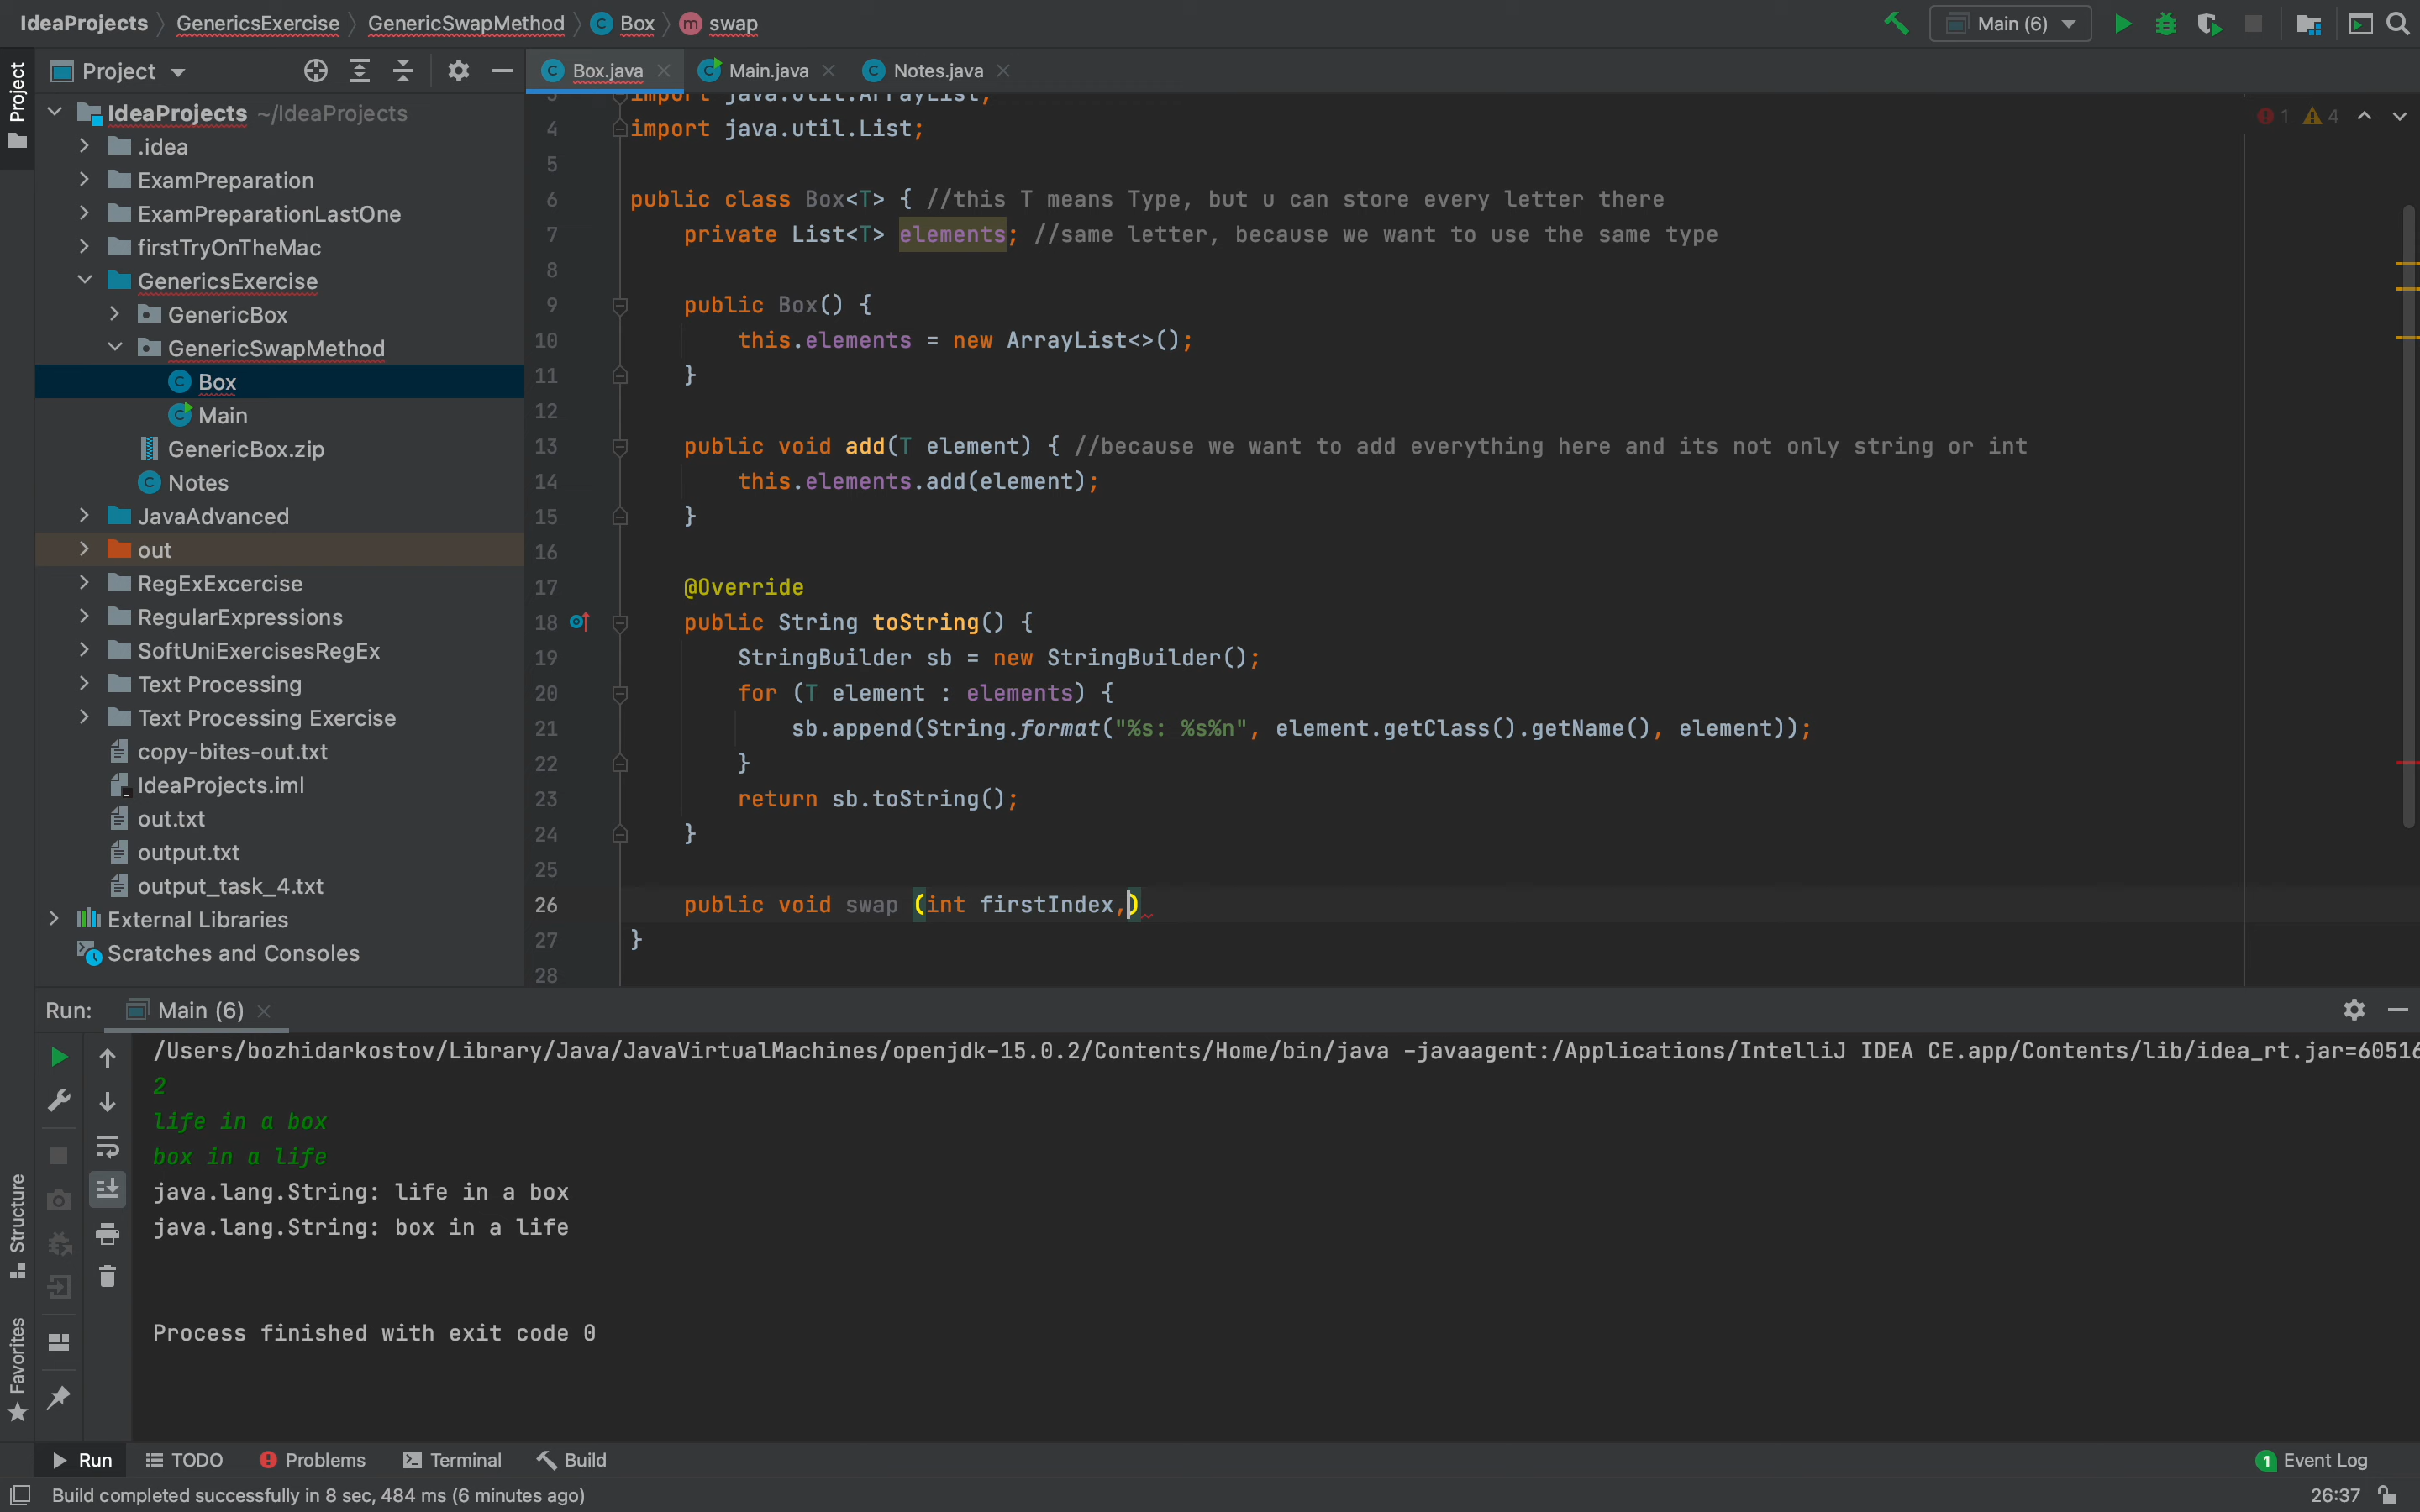 IdeaProjects GenericsExercise GenericSwapMethod Box swap Main (6)
Project
Project
Box.java Main.java Notes.java
IdeaProjects ~/IdeaProjects
.idea
ExamPreparation
ExamPreparationLastOne
firstTryOnTheMac
GenericsExercise
GenericBox
GenericSwapMethod
Box
Main
GenericBox.zip
Notes
JavaAdvanced
out
RegExExcercise
RegularExpressions
SoftUniExercisesRegEx
Text Processing
Text Processing Exercise
copy-bites-out.txt
IdeaProjects.iml
out.txt
output.txt
output_task_4.txt
External Libraries
Scratches and Consoles
1 4
3 import java.util.ArrayList;
4 import java.util.List;
5
6 public class Box<T> { //this T means Type, but u can store every letter there
7 private List<T> elements; //same letter, because we want to use the same type
8
9 public Box() {
10 this.elements = new ArrayList<>();
11 }
12
13 public void add(T element) { //because we want to add everything here and its not only string or int
14 this.elements.add(element);
15 }
16
17 @Override
18 public String toString() {
19 StringBuilder sb = new StringBuilder();
20 for (T element : elements) {
21 sb.append(String.format("%s: %s%n", element.getClass().getName(), element));
22 }
23 return sb.toString();
24 }
25
26 public void swap (int firstIndex,)
27 }
28
Run: Main (6)
/Users/bozhidarkostov/Library/Java/JavaVirtualMachines/openjdk-15.0.2/Contents/Home/bin/java -javaagent:/Applications/IntelliJ IDEA CE.app/Contents/lib/idea_rt.jar=60516
2
life in a box
box in a life
java.lang.String: life in a box
java.lang.String: box in a life
Process finished with exit code 0
Structure
Favorites
Run TODO Problems Terminal Build 1 Event Log
Build completed successfully in 8 sec, 484 ms (6 minutes ago) 26:37